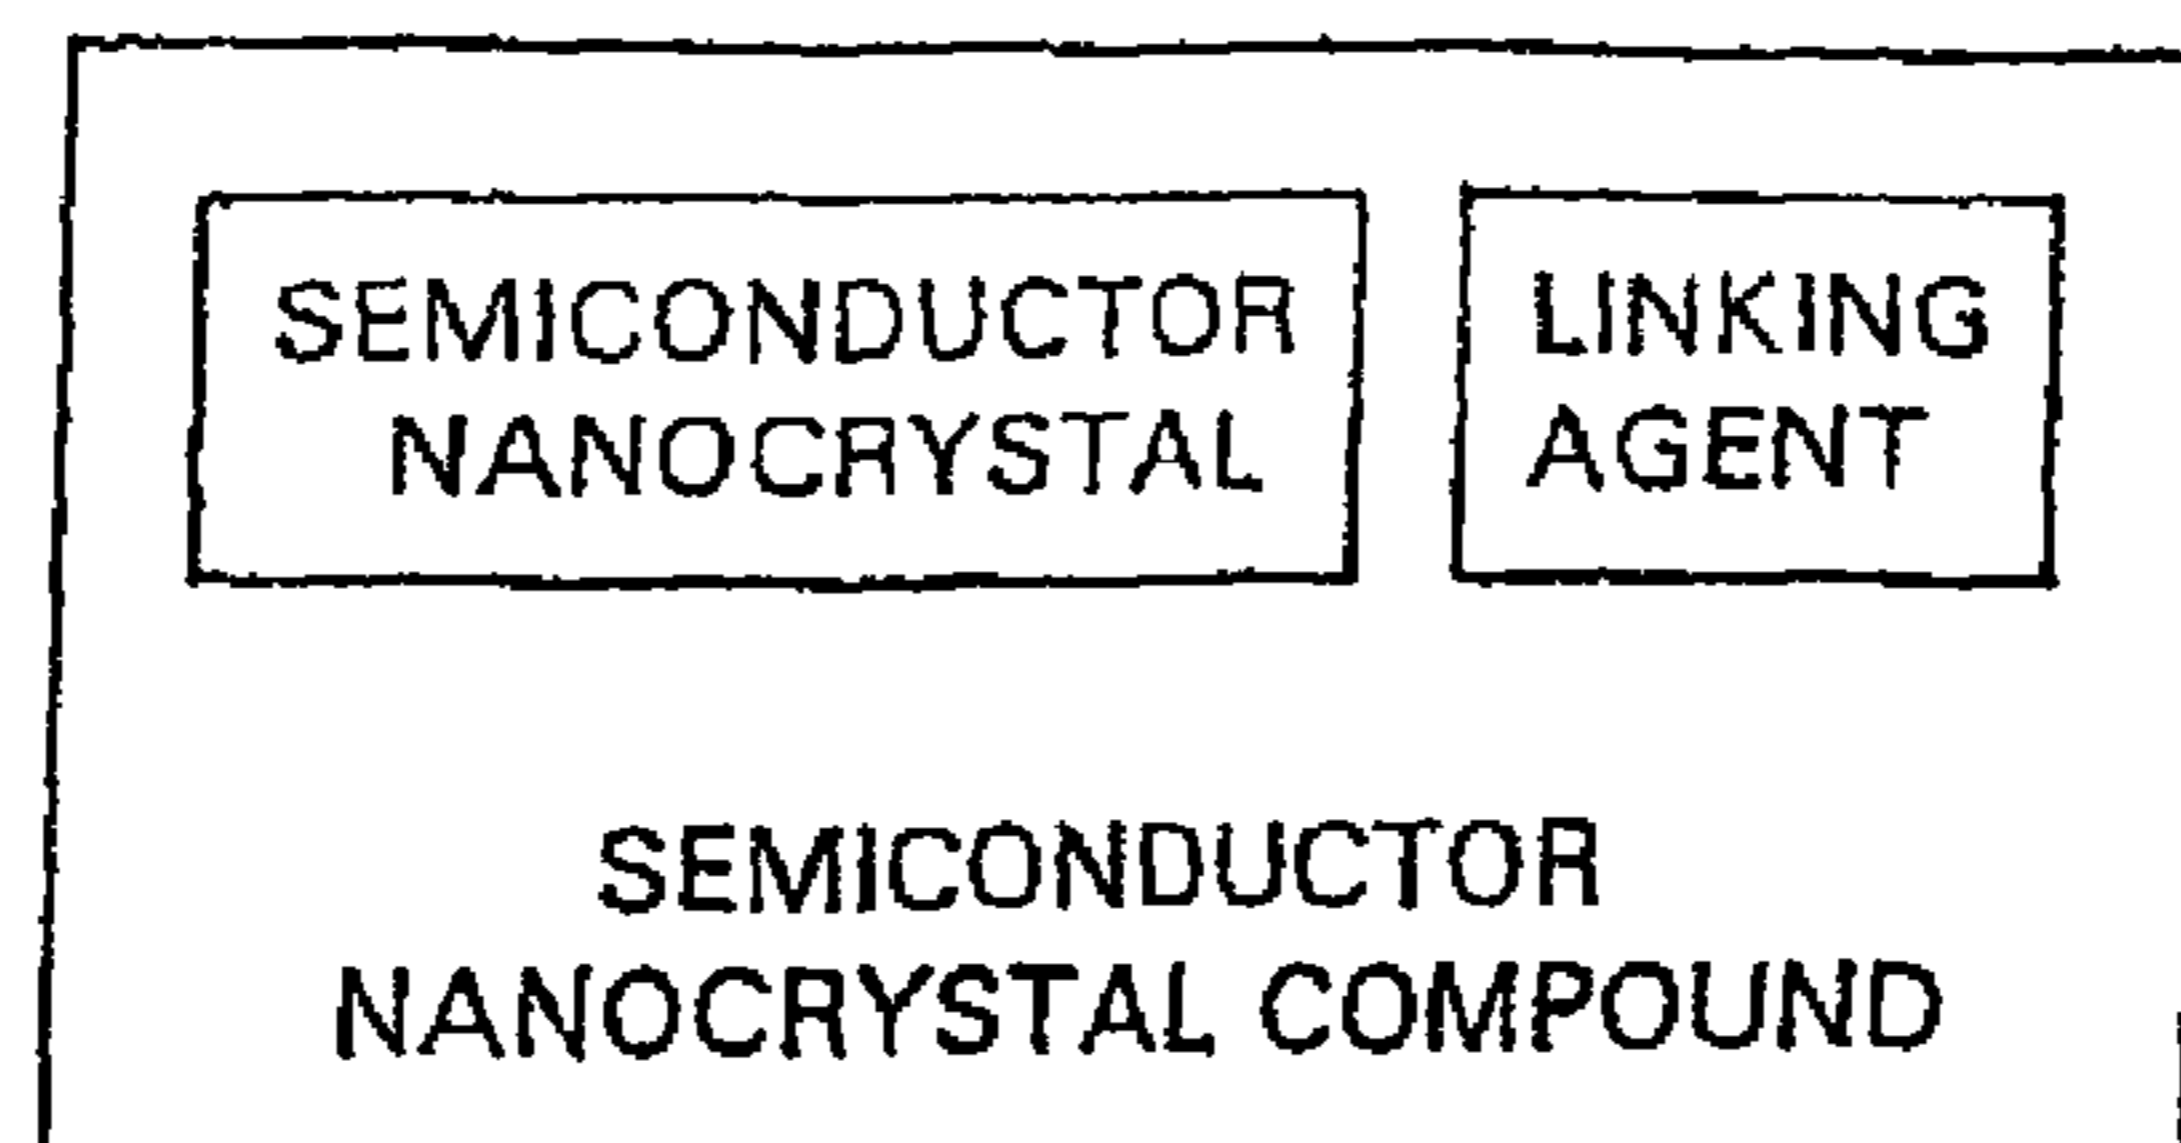 SEMICONDUCTOR
NANOCRYSTAL
LINKING
AGENT
SEMICONDUCTOR
NANOCRYSTAL COMPOUND